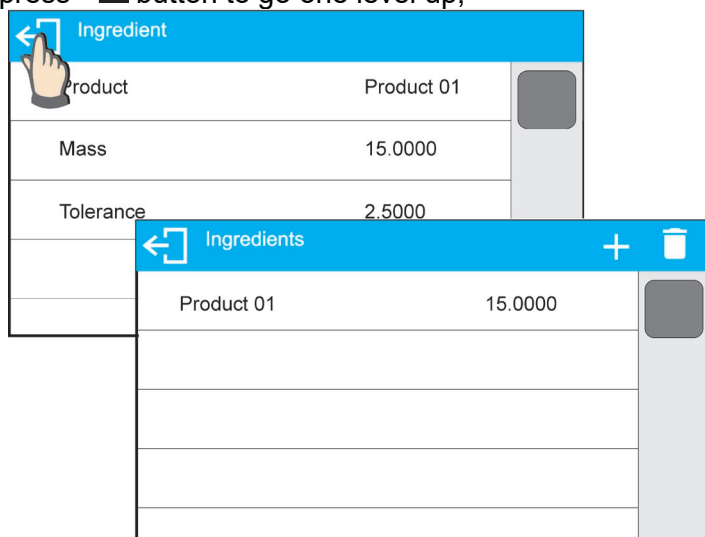 press button to go one level up;
Ingredient
Product Product 01
Mass 15.0000
Tolerance 2.5000
Ingredients
Product 01 15.0000